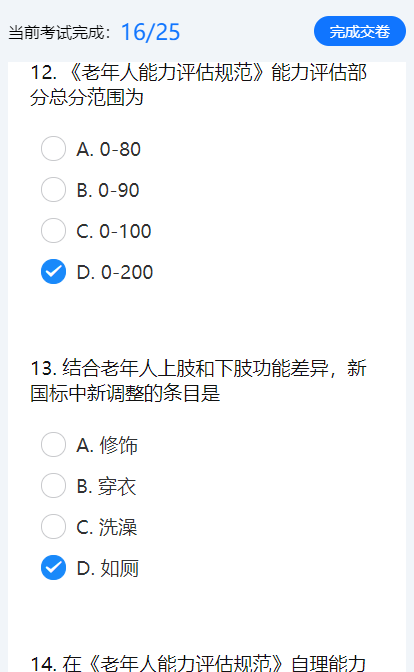 当前考试完成：16/25
完成交卷
12. 《老年人能力评估规范》能力评估部
分总分范围为
A. 0-80
B. 0-90
C. 0-100
D. 0-200
13. 结合老年人上肢和下肢功能差异，新
国标中新调整的条目是
A. 修饰
B. 穿衣
C. 洗澡
D. 如厕
14. 在《老年人能力评估规范》自理能力